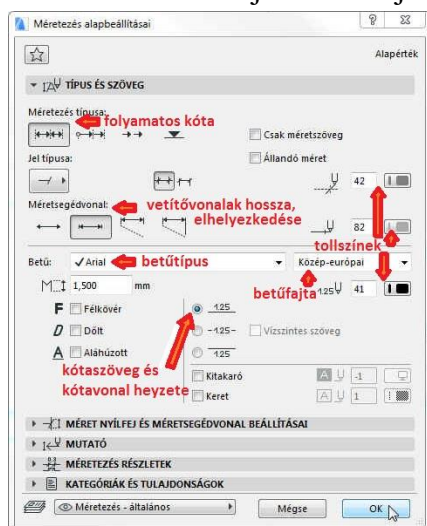 Méretezés alapbeállításai
Alapérték
TÍPUS ÉS SZÖVEG
Méretezés típusa:
folyamatos kóta
Csak méretszöveg
Jel típusa:
Állandó méret
42
Méretsegédvonal:
vetítővonalak hossza,
elhelyezkedése
82
tollszínek
Betű: Arial
betűtípus
Közép-európai
M 1,500 mm
betűfajta
1.25 41
F Félkövér
125
D Dőlt
-125-
Vízszintes szöveg
A Aláhúzott
125
kótaszöveg és
kótavonal heyzete
Kitakaró
A -1
Keret
A 1
MÉRET NYÍLFEJ ÉS MÉRETSEGÉDVONAL BEÁLLÍTÁSAI
MUTATÓ
MÉRETEZÉS RÉSZLETEK
KATEGÓRIÁK ÉS TULAJDONSÁGOK
Méretezés - általános
Mégse
OK